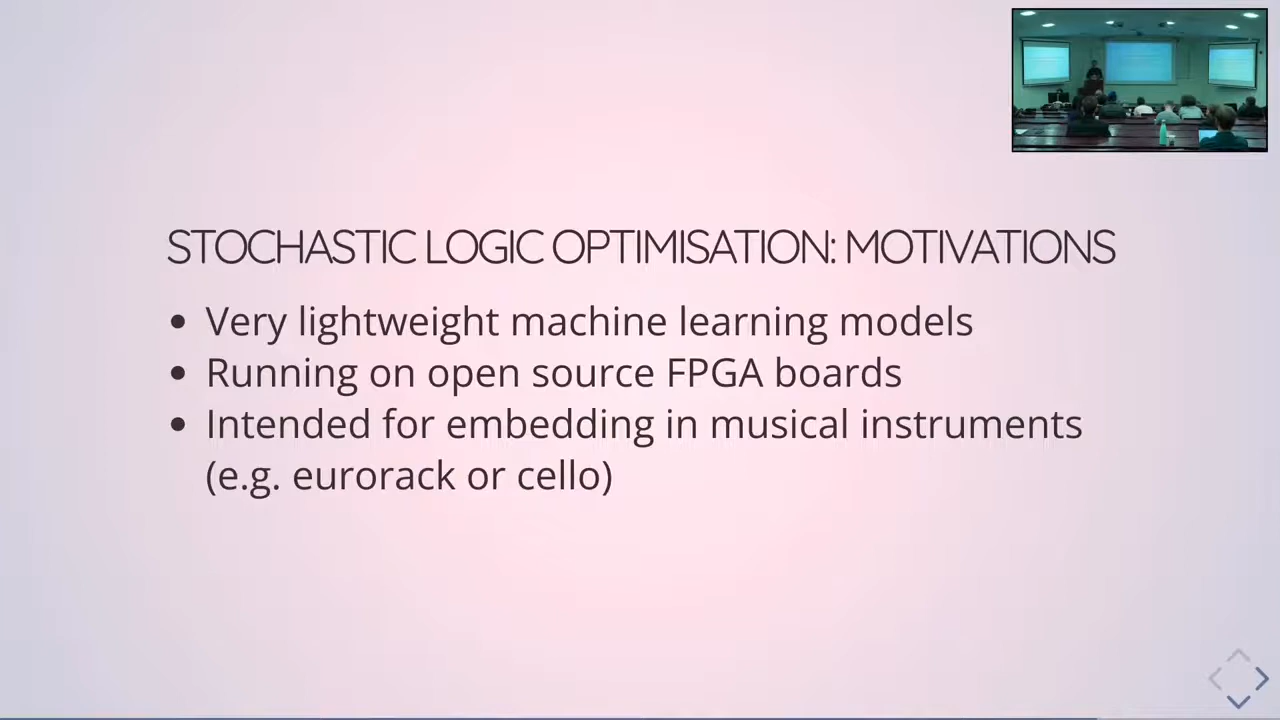 STOCHASTIC LOGIC OPTIMISATION: MOTIVATIONS
• Very lightweight machine learning models
• Running on open source FPGA boards
• Intended for embedding in musical instruments
(e.g. eurorack or cello)